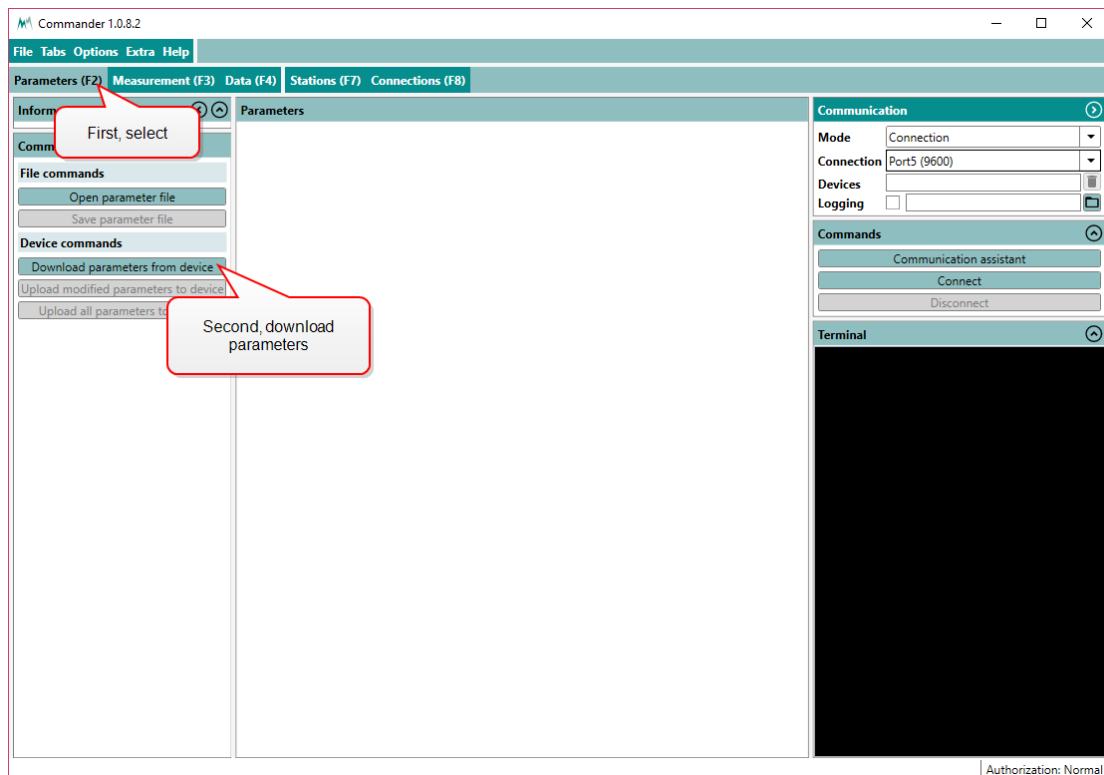 Commander 1.0.8.2
File Tabs Options Extra Help
Parameters (F2) Measurement (F3) Data (F4) Stations (F7) Connections (F8)
Inform
First, select
Comm
File commands
Open parameter file
Save parameter file
Device commands
Download parameters from device
Upload modified parameters to device
Upload all parameters to
Second, download
parameters
Parameters
Communication
Mode Connection
Connection Port5 (9600)
Devices
Logging
Commands
Communication assistant
Connect
Disconnect
Terminal
Authorization: Normal